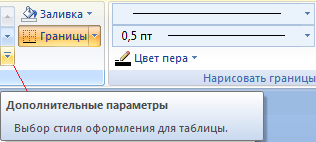 Заливка
Границы
0,5 пт
Цвет пера
Нарисовать границы
Дополнительные параметры
Выбор стиля оформления для таблицы.